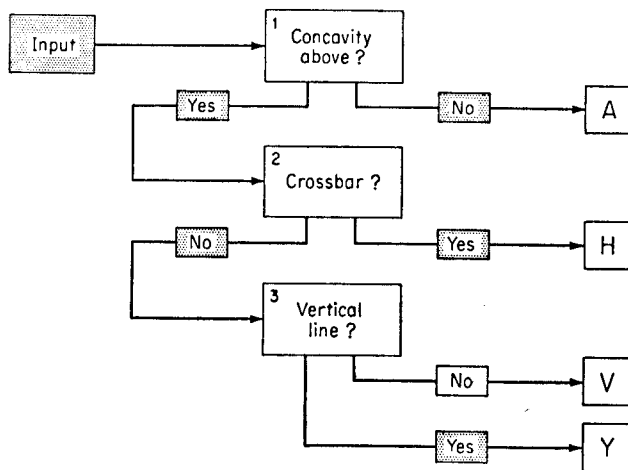 Input
1
Concavity
above ?
Yes
No
A
2
Crossbar ?
No
Yes
H
3
Vertical
line ?
No
V
Yes
Y